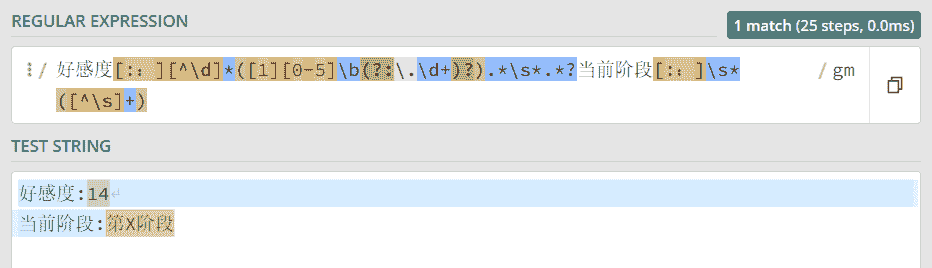 REGULAR EXPRESSION
1 match (25 steps, 0.0ms)
/ 好感度[:：][^\d]*([1][0-5]\b(?:\.\d+)?).*\s*.*?当前阶段[:：]\s*
([^\s]+)
/ gm
TEST STRING
好感度:14↵
当前阶段:第X阶段